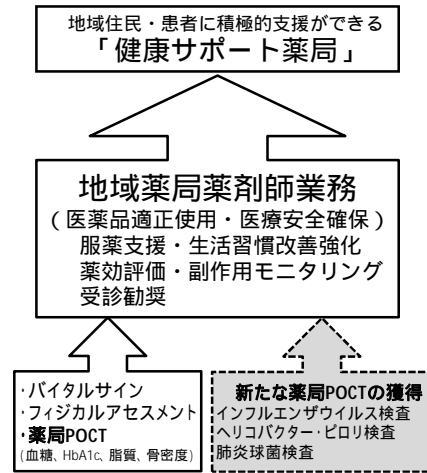 地域住民・患者に積極的支援ができる
「健康サポート薬局」
地域薬局薬剤師業務
(医薬品適正使用・医療安全確保)
服薬支援・生活習慣改善強化
薬効評価・副作用モニタリング
受診勧奨
・バイタルサイン
・フィジカルアセスメント
・薬局POCT
(血糖、HbA1c、脂質、骨密度)
新たな薬局POCTの獲得
インフルエンザウイルス検査
ヘリコバクター・ピロリ検査
肺炎球菌検査